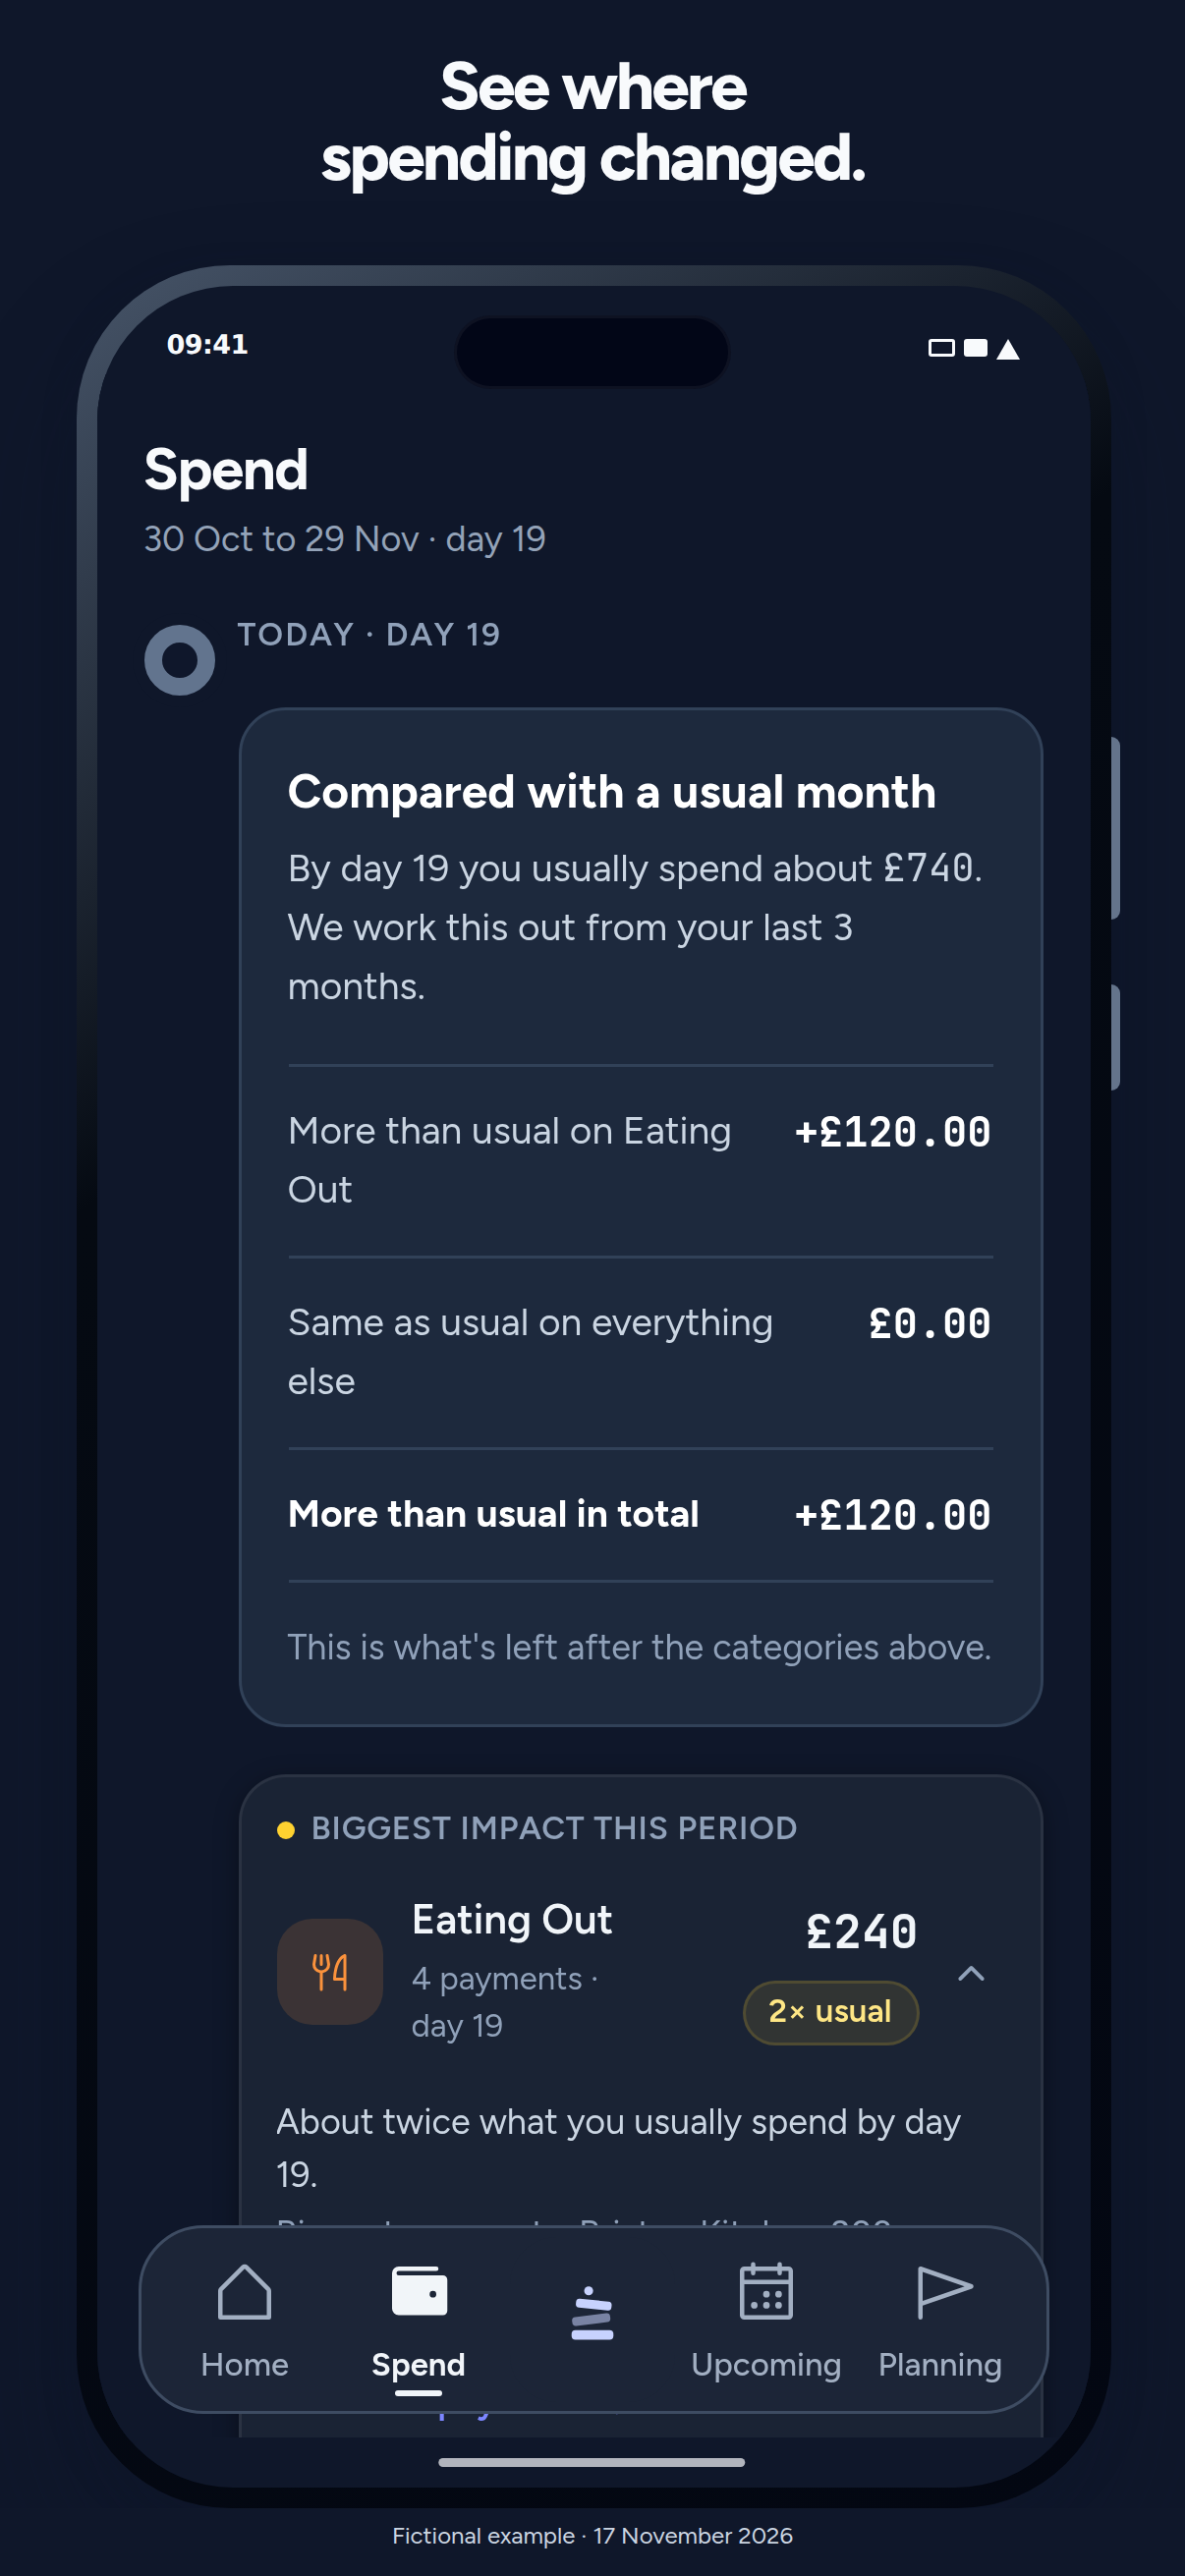 See where
spending changed.
09:41
Spend
30 Oct to 29 Nov · day 19
TODAY · DAY 19
Compared with a usual month
By day 19 you usually spend about £740.
We work this out from your last 3
months.
More than usual on Eating
Out
+£120.00
Same as usual on everything
else
£0.00
More than usual in total
+£120.00
This is what's left after the categories above.
BIGGEST IMPACT THIS PERIOD
Eating Out
£240
4 payments ·
day 19
2× usual
About twice what you usually spend by day
19.
Home
Spend
Upcoming
Planning
Fictional example · 17 November 2026